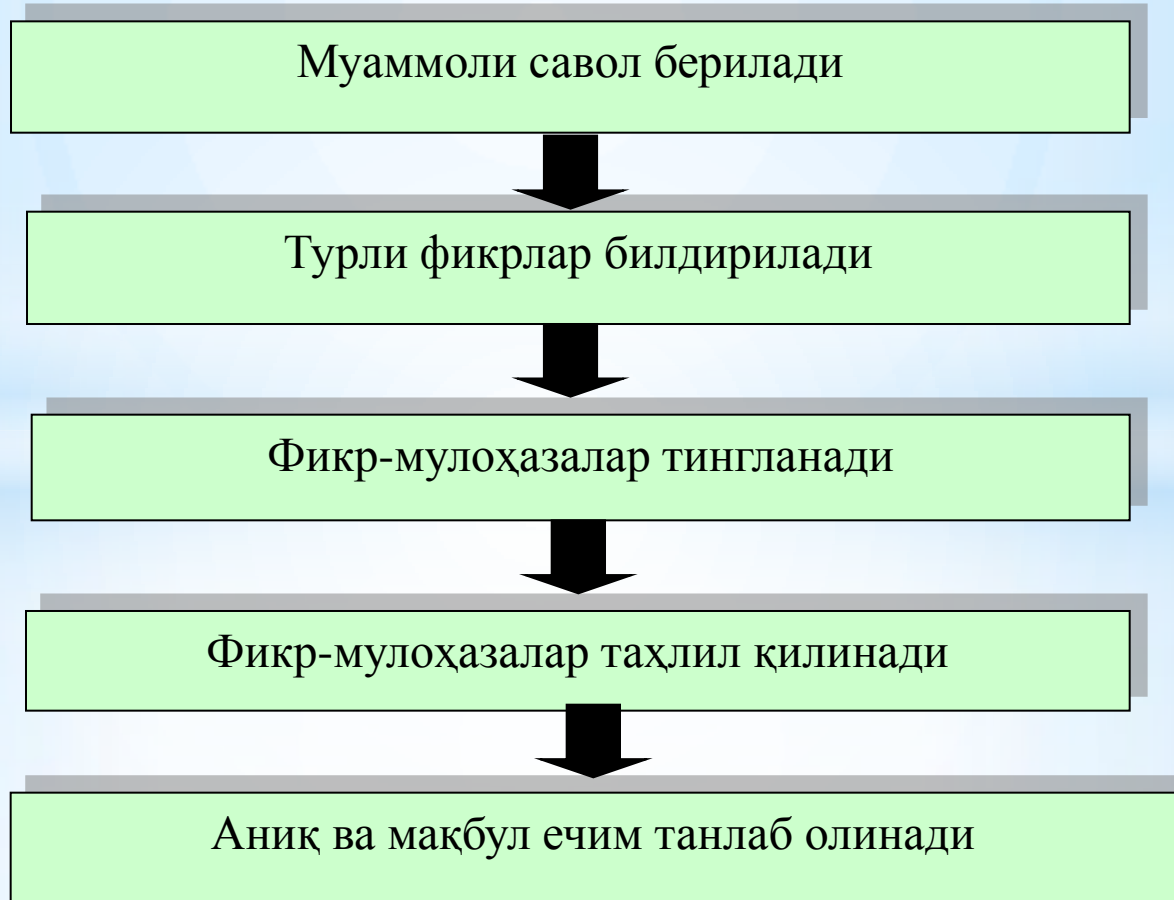 Муаммоли савол берилади
Турли фикрлар билдирилади
Фикр-мулоҳазалар тингланади
Фикр-мулоҳазалар таҳлил қилинади
Аниқ ва мақбул ечим танлаб олинади